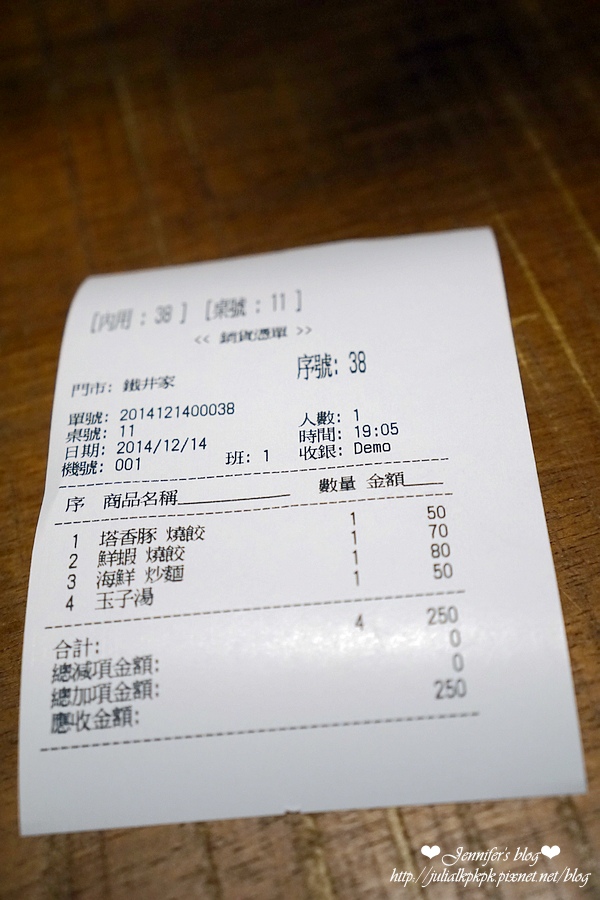 [內用 : 38 ] [桌號 : 11 ]
<< 銷貨憑單 >>
門市: 鐵井家 序號: 38
單號: 2014121400038 人數: 1
桌號: 11 時間: 19:05
日期: 2014/12/14 收銀: Demo
機號: 001 班: 1
序 商品名稱 數量 金額
1 塔香豚 燒餃 1 50
2 鮮蝦 燒餃 1 70
3 海鮮 炒麵 1 80
4 玉子湯 1 50
合計: 4 250
總減項金額: 0
總加項金額: 0
應收金額: 250
❤ Jennifer's blog ❤
http://julialkpkpk.pixnet.net/blog